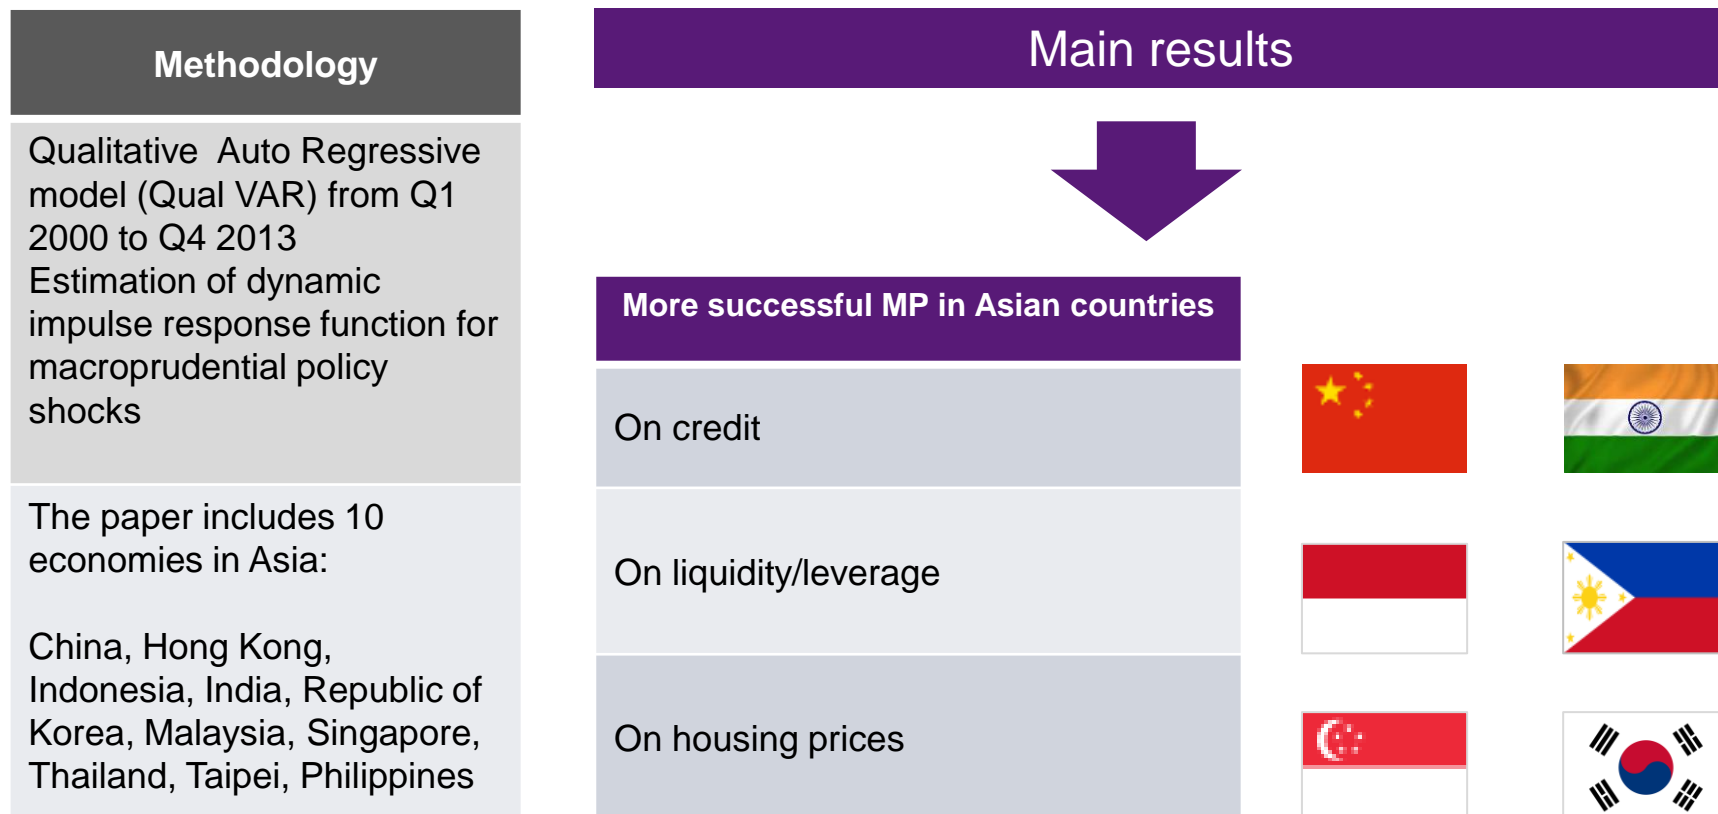 Methodology
Qualitative Auto Regressive
model (Qual VAR) from Q1
2000 to Q4 2013
Estimation of dynamic
impulse response function for
macroprudential policy
shocks
The paper includes 10
economies in Asia:
China, Hong Kong,
Indonesia, India, Republic of
Korea, Malaysia, Singapore,
Thailand, Taipei, Philippines
Main results
More successful MP in Asian countries
On credit
On liquidity/leverage
On housing prices